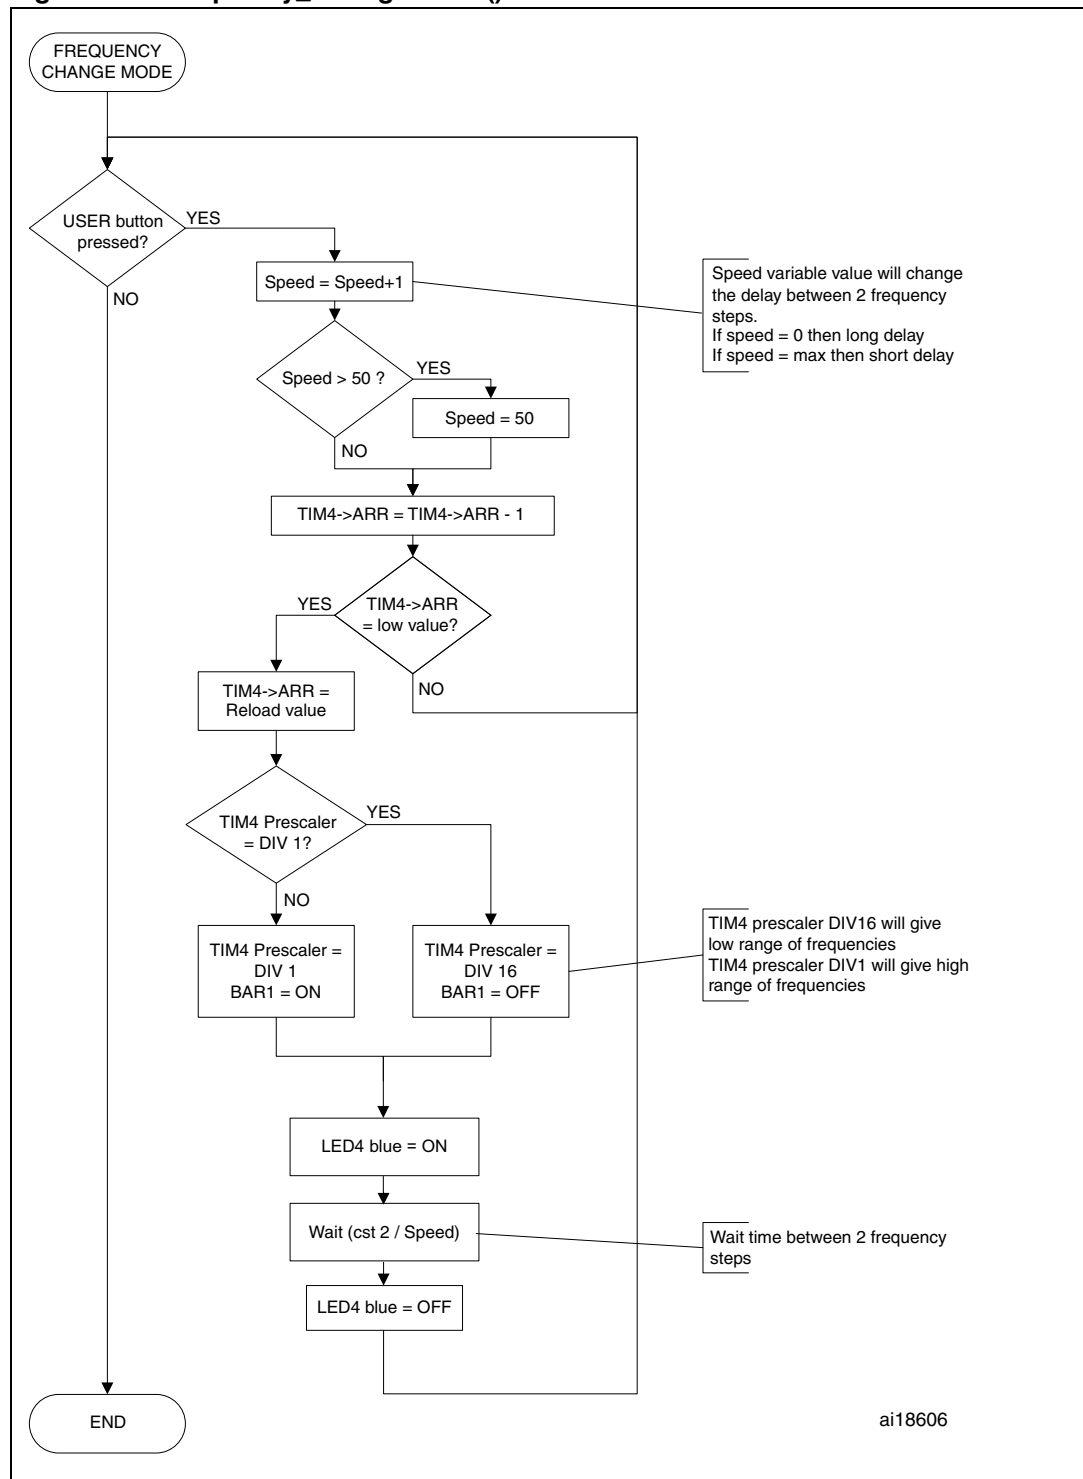 FREQUENCY
CHANGE MODE
USER button
pressed?
YES
NO
Speed = Speed+1
Speed variable value will change
the delay between 2 frequency
steps.
If speed = 0 then long delay
If speed = max then short delay
Speed > 50 ?
YES
Speed = 50
NO
TIM4->ARR = TIM4->ARR - 1
YES
TIM4->ARR
= low value?
NO
TIM4->ARR =
Reload value
TIM4 Prescaler
= DIV 1?
YES
NO
TIM4 Prescaler =
DIV 1
BAR1 = ON
TIM4 Prescaler =
DIV 16
BAR1 = OFF
TIM4 prescaler DIV16 will give
low range of frequencies
TIM4 prescaler DIV1 will give high
range of frequencies
LED4 blue = ON
Wait (cst 2 / Speed)
Wait time between 2 frequency
steps
LED4 blue = OFF
END
ai18606